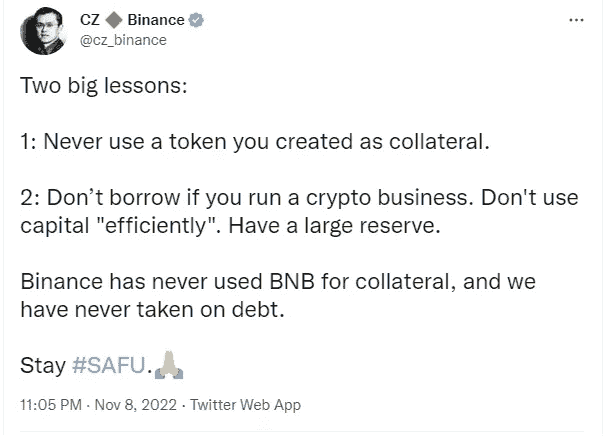 CZ 🔶 Binance
@cz_binance
Two big lessons:
1: Never use a token you created as collateral.
2: Don’t borrow if you run a crypto business. Don't use
capital "efficiently". Have a large reserve.
Binance has never used BNB for collateral, and we
have never taken on debt.
Stay #SAFU.🙏
11:05 PM · Nov 8, 2022 · Twitter Web App